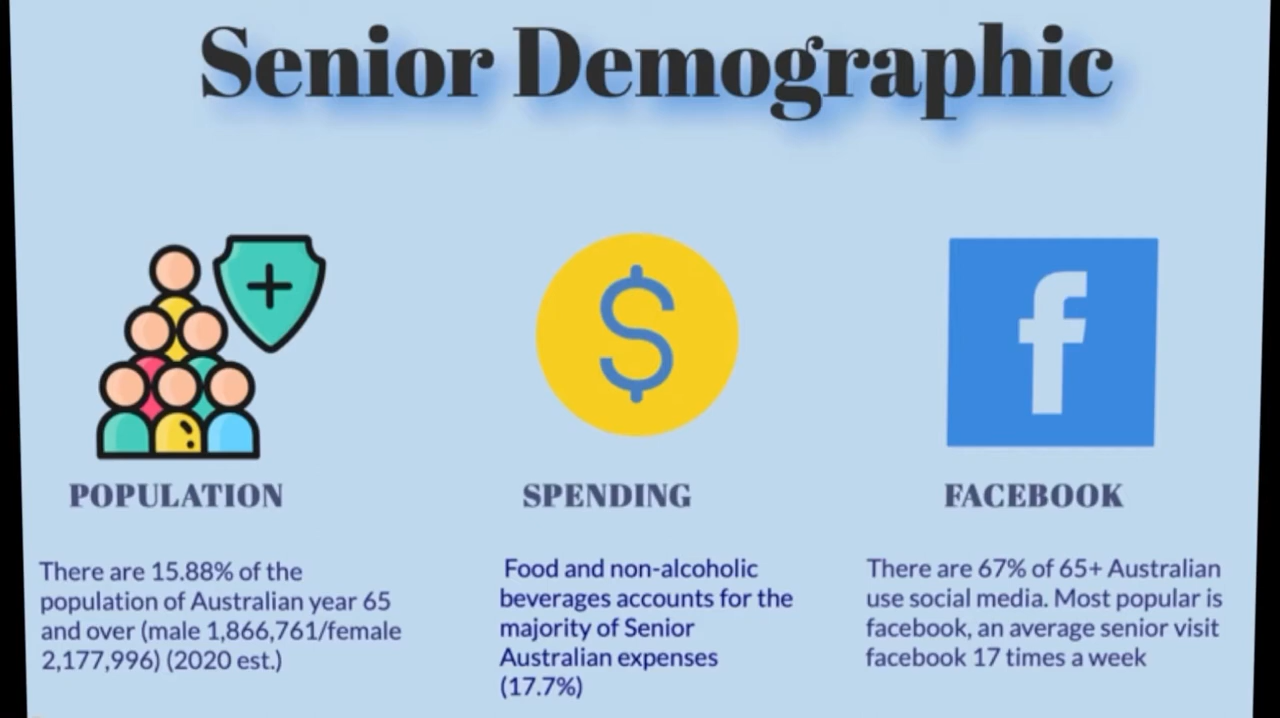 Senior Demographic
POPULATION
There are 15.88% of the
population of Australian year 65
and over (male 1,866,761/female
2,177,996) (2020 est.)
SPENDING
Food and non-alcoholic
beverages accounts for the
majority of Senior
Australian expenses
(17.7%)
f
FACEBOOK
There are 67% of 65+ Australian
use social media. Most popular is
facebook, an average senior visit
facebook 17 times a week